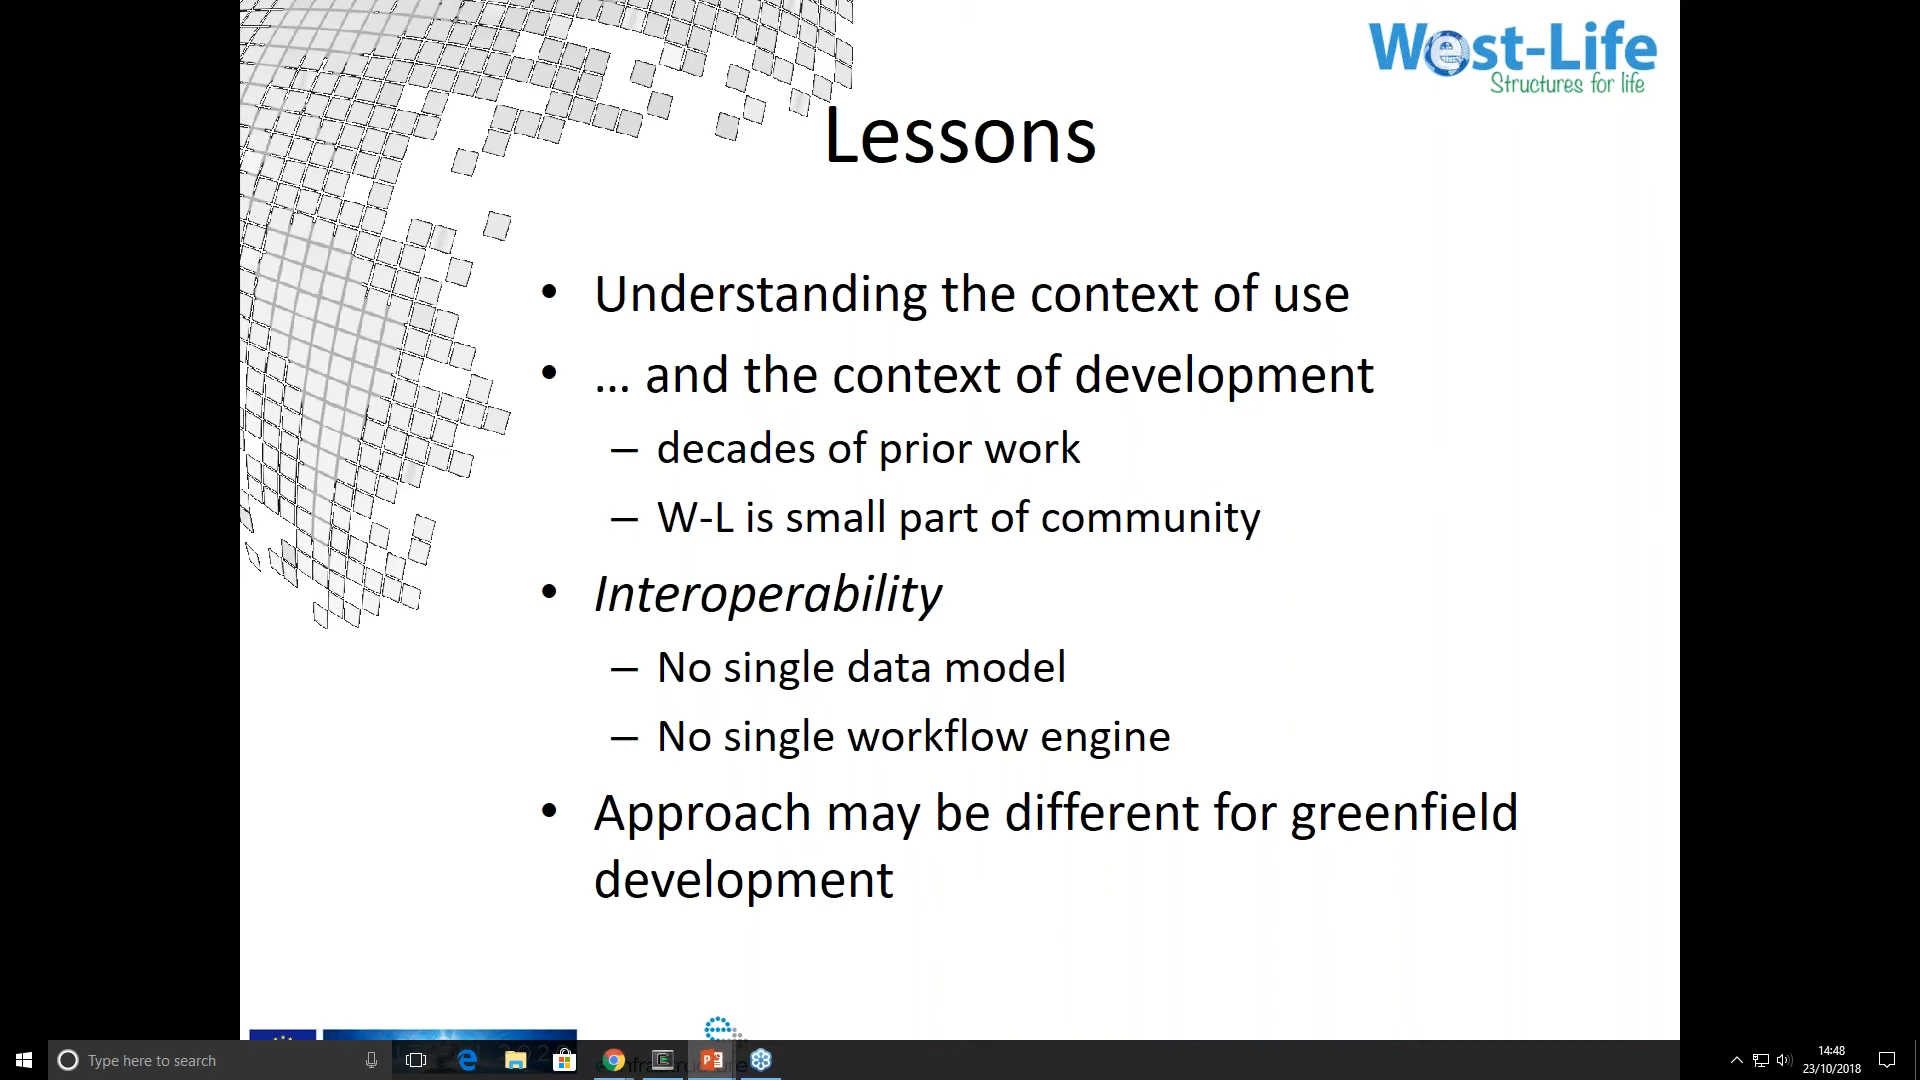 West-Life
Structures for life
Lessons
• Understanding the context of use
• … and the context of development
– decades of prior work
– W-L is small part of community
• Interoperability
– No single data model
– No single workflow engine
• Approach may be different for greenfield
development
Type here to search
14:48
23/10/2018